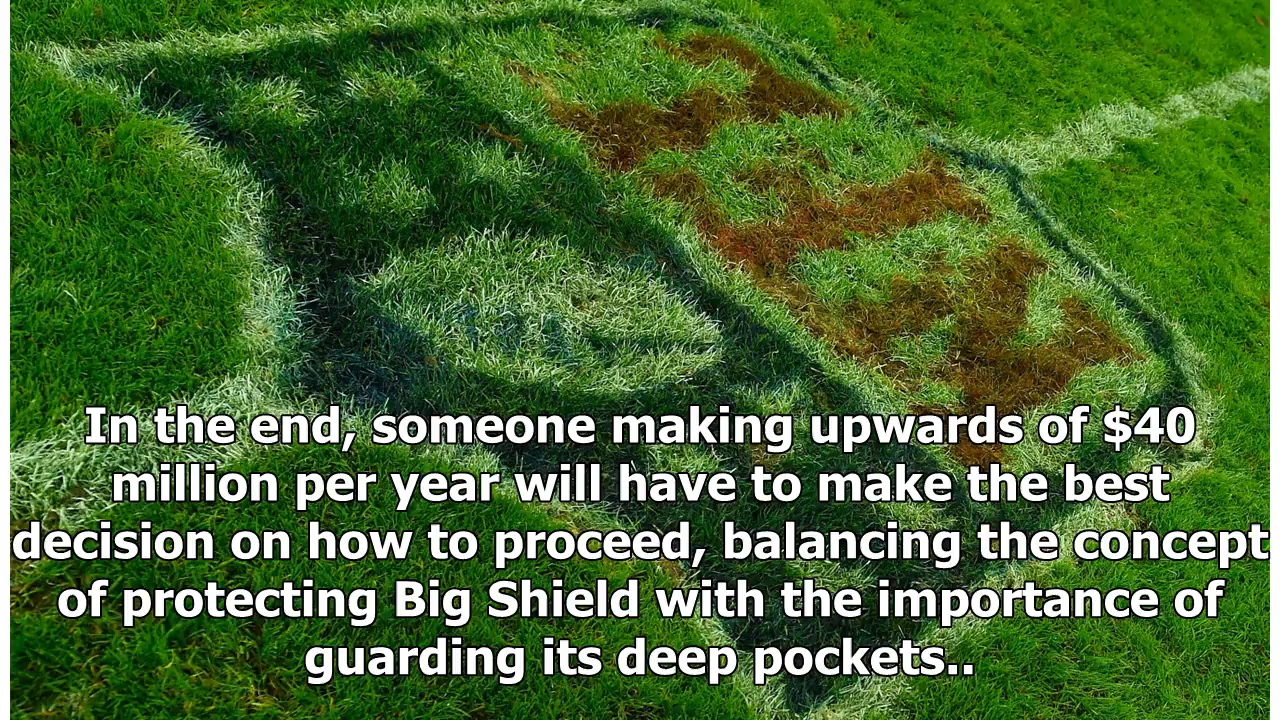 In the end, someone making upwards of $40
million per year will have to make the best
decision on how to proceed, balancing the concept
of protecting Big Shield with the importance of
guarding its deep pockets..